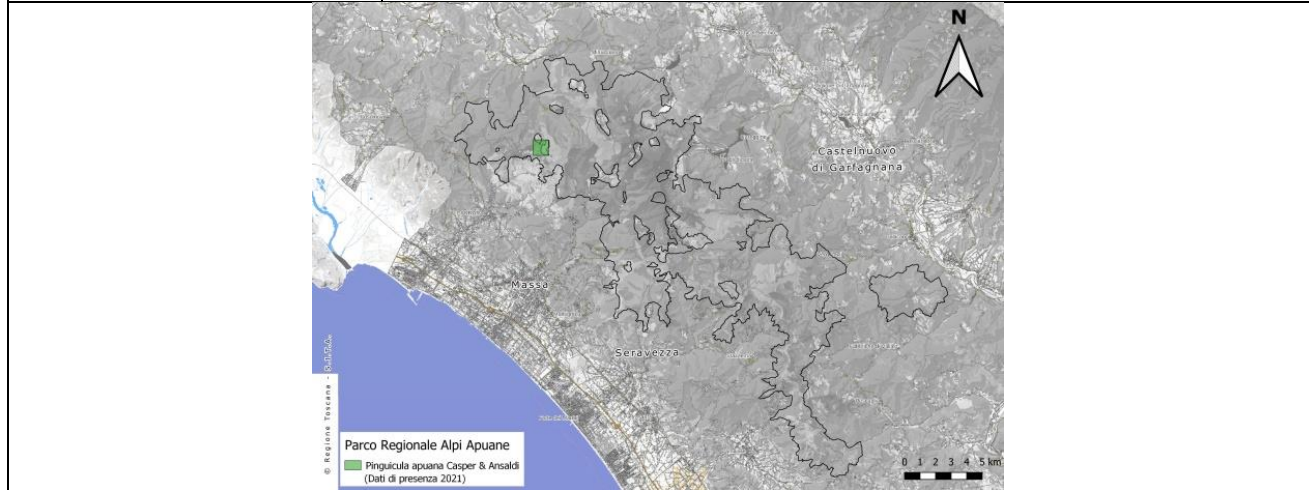 N
Castelnuovo
di Garfagnana
Massa
Seravezza
© Regione Toscana - S.I.T.A.
Parco Regionale Alpi Apuane
Pinguicula apuana Casper & Ansaldi
(Dati di presenza 2021)
0 1 2 3 4 5 km